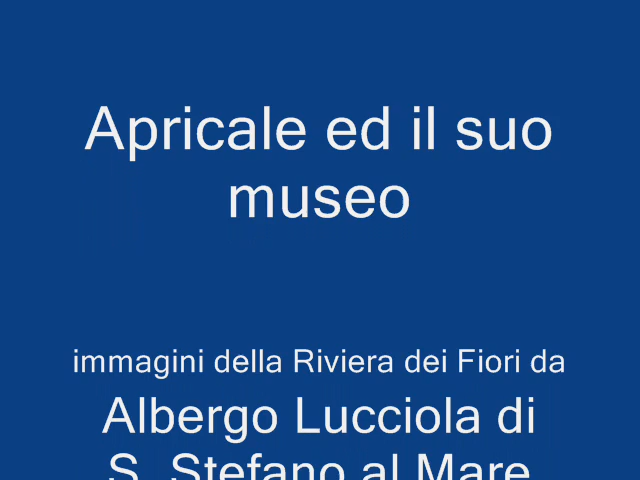 Apricale ed il suo
museo
immagini della Riviera dei Fiori da
Albergo Lucciola di
S. Stefano al Mare